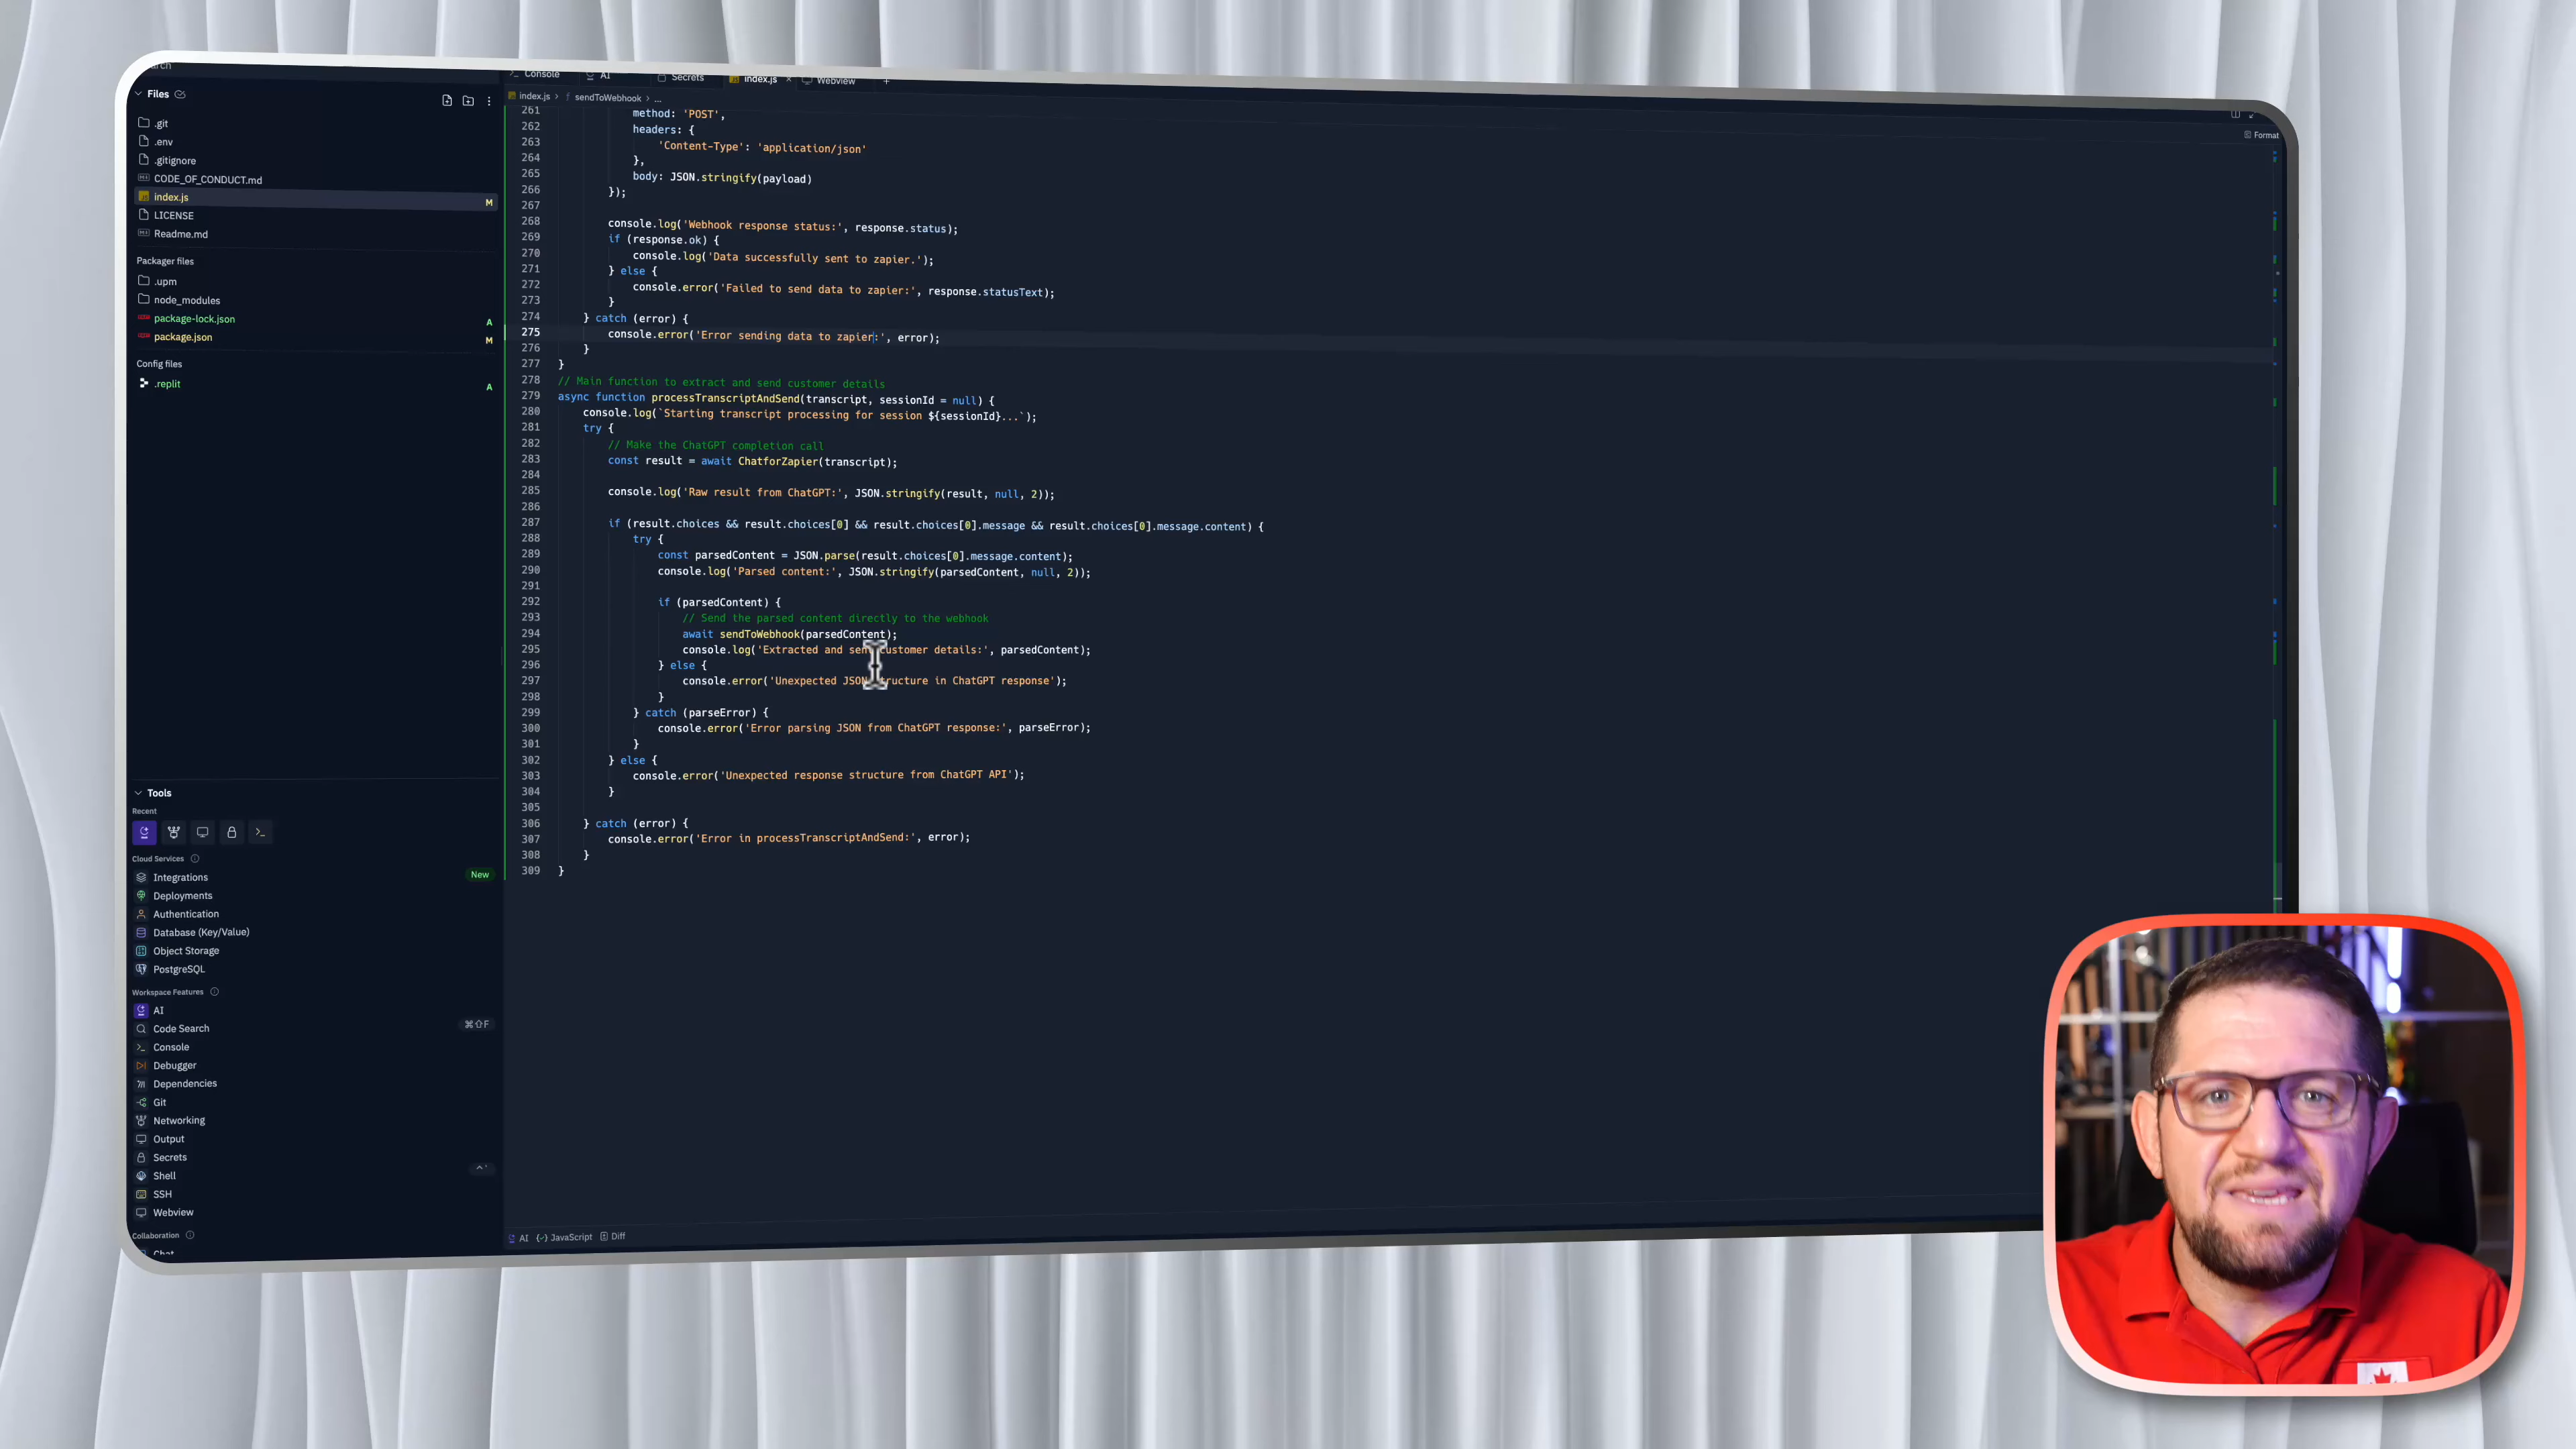 Files
.git
.env
.gitignore
CODE_OF_CONDUCT.md
index.js M
LICENSE
Readme.md
Packager files
.upm
node_modules
package-lock.json A
package.json M
Config files
.replit A
Tools
Recent
Cloud Services
Integrations New
Deployments
Authentication
Database (Key/Value)
Object Storage
PostgreSQL
Workspace Features
AI
Code Search ⌘⇧F
Console
Debugger
Dependencies
Git
Networking
Output
Secrets
Shell
SSH
Webview
Collaboration
Chat
Console AI Secrets index.js × Webview +
index.js > sendToWebhook > ...
Format
261 method: 'POST',
262 headers: {
263 'Content-Type': 'application/json'
264 },
265 body: JSON.stringify(payload)
266 });
267
268 console.log('Webhook response status:', response.status);
269 if (response.ok) {
270 console.log('Data successfully sent to zapier.');
271 } else {
272 console.error('Failed to send data to zapier:', response.statusText);
273 }
274 } catch (error) {
275 console.error('Error sending data to zapier:', error);
276 }
277 }
278 // Main function to extract and send customer details
279 async function processTranscriptAndSend(transcript, sessionId = null) {
280 console.log(`Starting transcript processing for session ${sessionId}...`);
281 try {
282 // Make the ChatGPT completion call
283 const result = await ChatforZapier(transcript);
284
285 console.log('Raw result from ChatGPT:', JSON.stringify(result, null, 2));
286
287 if (result.choices && result.choices[0] && result.choices[0].message && result.choices[0].message.content) {
288 try {
289 const parsedContent = JSON.parse(result.choices[0].message.content);
290 console.log('Parsed content:', JSON.stringify(parsedContent, null, 2));
291
292 if (parsedContent) {
293 // Send the parsed content directly to the webhook
294 await sendToWebhook(parsedContent);
295 console.log('Extracted and sent customer details:', parsedContent);
296 } else {
297 console.error('Unexpected JSON structure in ChatGPT response');
298 }
299 } catch (parseError) {
300 console.error('Error parsing JSON from ChatGPT response:', parseError);
301 }
302 } else {
303 console.error('Unexpected response structure from ChatGPT API');
304 }
305
306 } catch (error) {
307 console.error('Error in processTranscriptAndSend:', error);
308 }
309 }
AI JavaScript Diff